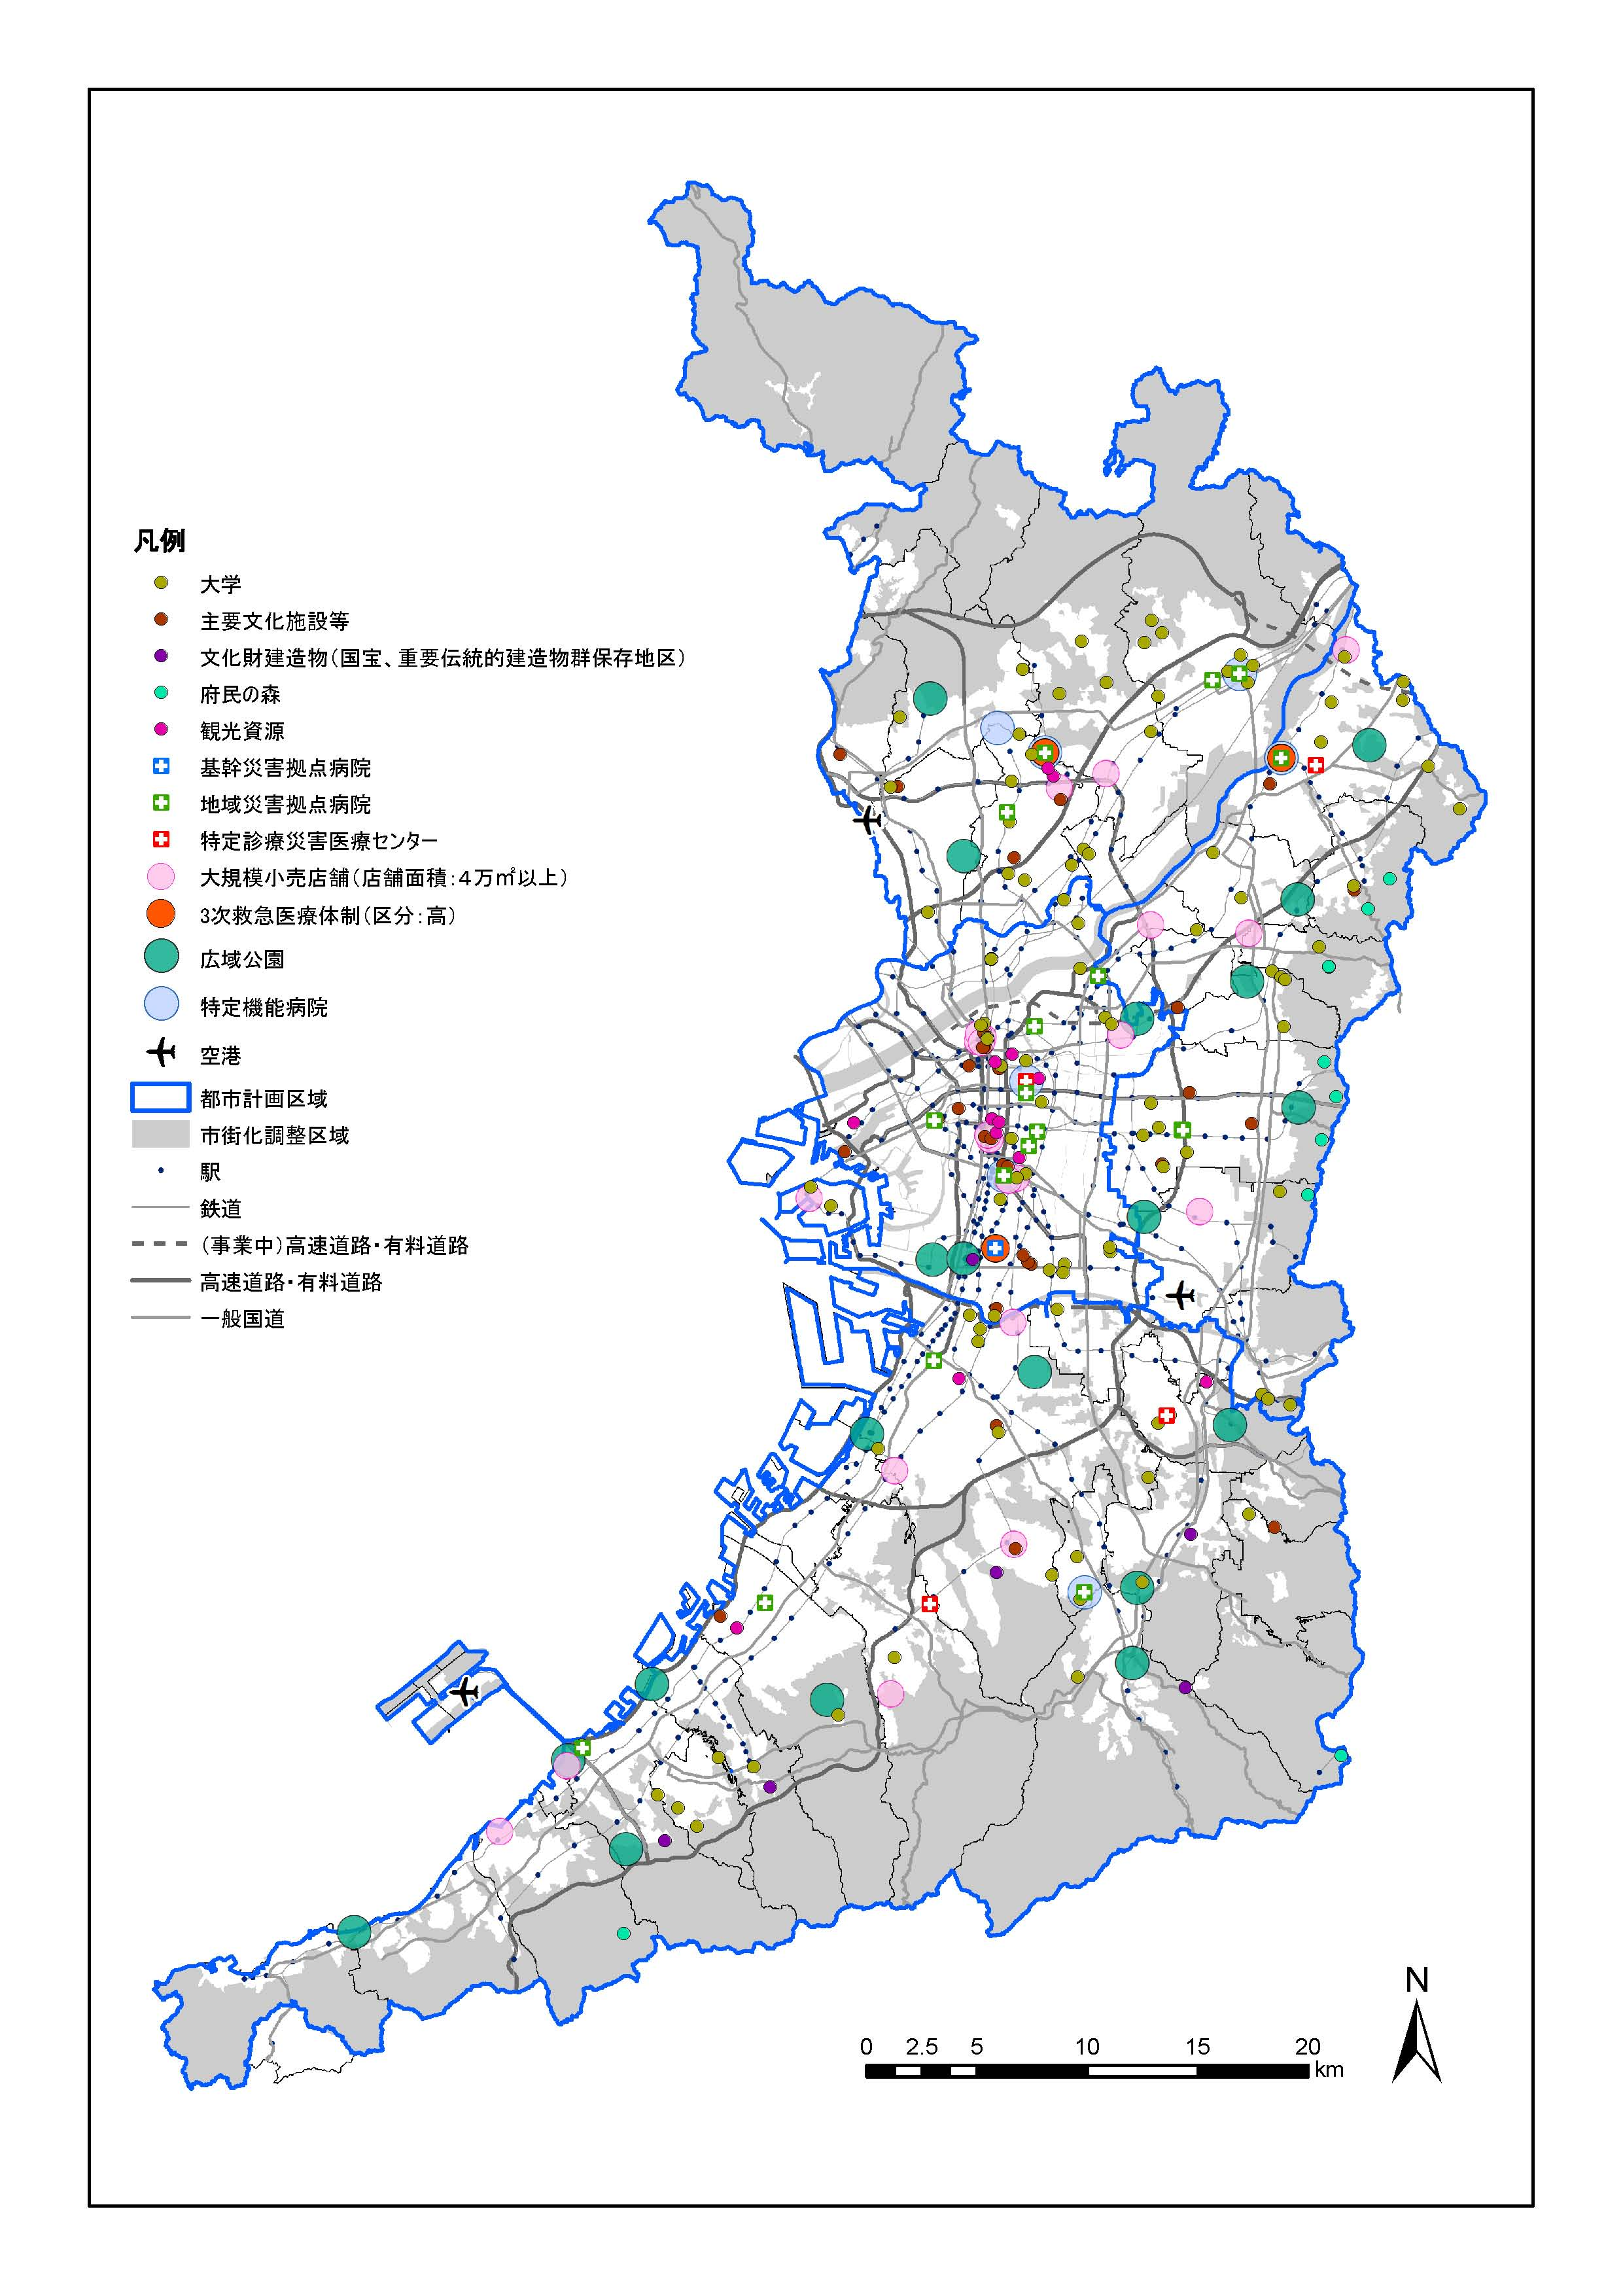 凡例
大学
主要文化施設等
文化財建造物(国宝、重要伝統的建造物群保存地区)
府民の森
観光資源
基幹災害拠点病院
地域災害拠点病院
特定診療災害医療センター
大規模小売店舗(店舗面積:4万㎡以上)
3次救急医療体制(区分:高)
広域公園
特定機能病院
空港
都市計画区域
市街化調整区域
駅
鉄道
(事業中)高速道路・有料道路
高速道路・有料道路
一般国道
N
0 2.5 5 10 15 20
km